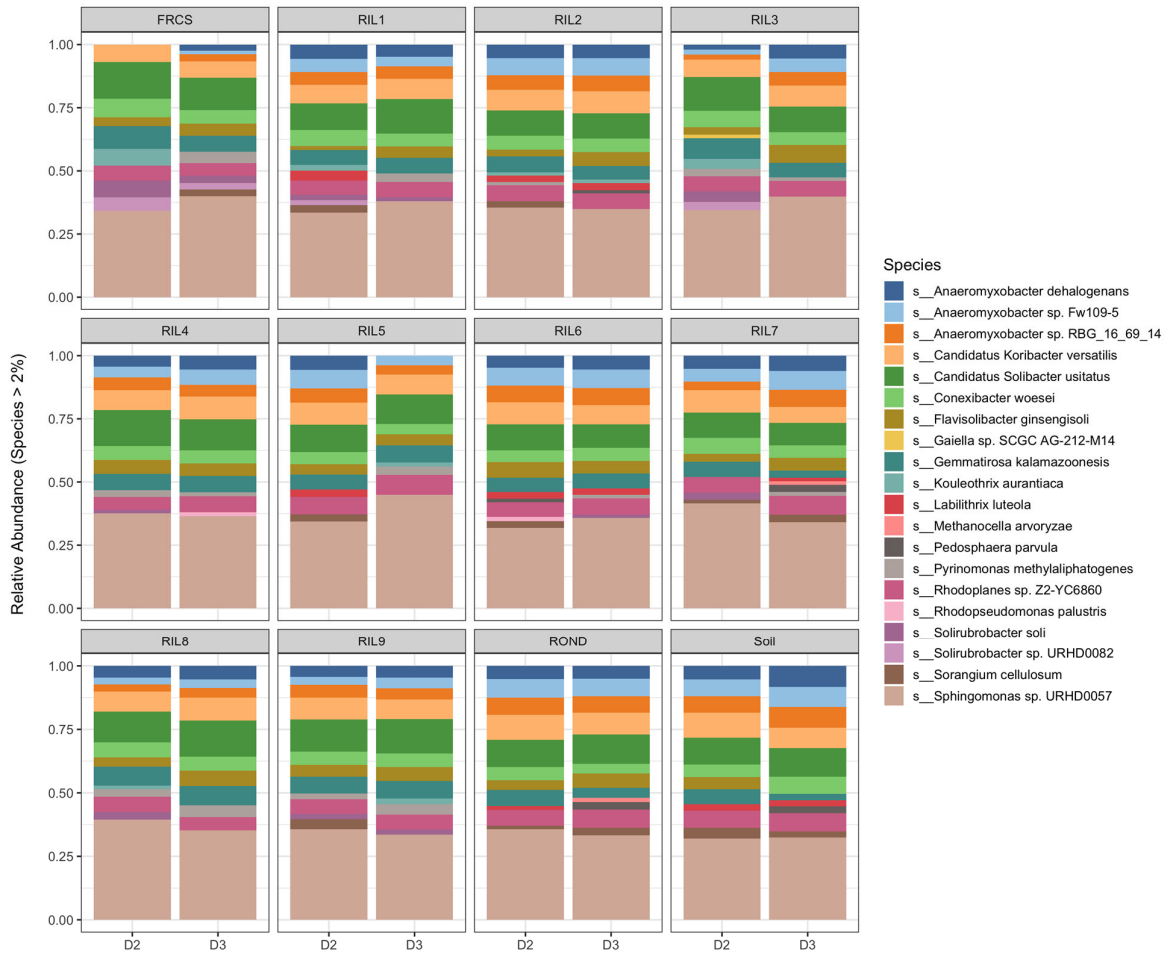 FRCS RIL1 RIL2 RIL3
1.00
0.75
0.50
0.25
0.00
RIL4 RIL5 RIL6 RIL7
1.00
0.75
0.50
0.25
0.00
RIL8 RIL9 ROND Soil
1.00
0.75
0.50
0.25
0.00
D2 D3 D2 D3 D2 D3 D2 D3
Relative Abundance (Species > 2%)
Species
s__Anaeromyxobacter dehalogenans
s__Anaeromyxobacter sp. Fw109-5
s__Anaeromyxobacter sp. RBG_16_69_14
s__Candidatus Koribacter versatilis
s__Candidatus Solibacter usitatus
s__Conexibacter woesei
s__Flavisolibacter ginsengisoli
s__Gaiella sp. SCGC AG-212-M14
s__Gemmatirosa kalamazoonesis
s__Kouleothrix aurantiaca
s__Labilithrix luteola
s__Methanocella arvoryzae
s__Pedosphaera parvula
s__Pyrinomonas methylaliphatogenes
s__Rhodoplanes sp. Z2-YC6860
s__Rhodopseudomonas palustris
s__Solirubrobacter soli
s__Solirubrobacter sp. URHD0082
s__Sorangium cellulosum
s__Sphingomonas sp. URHD0057